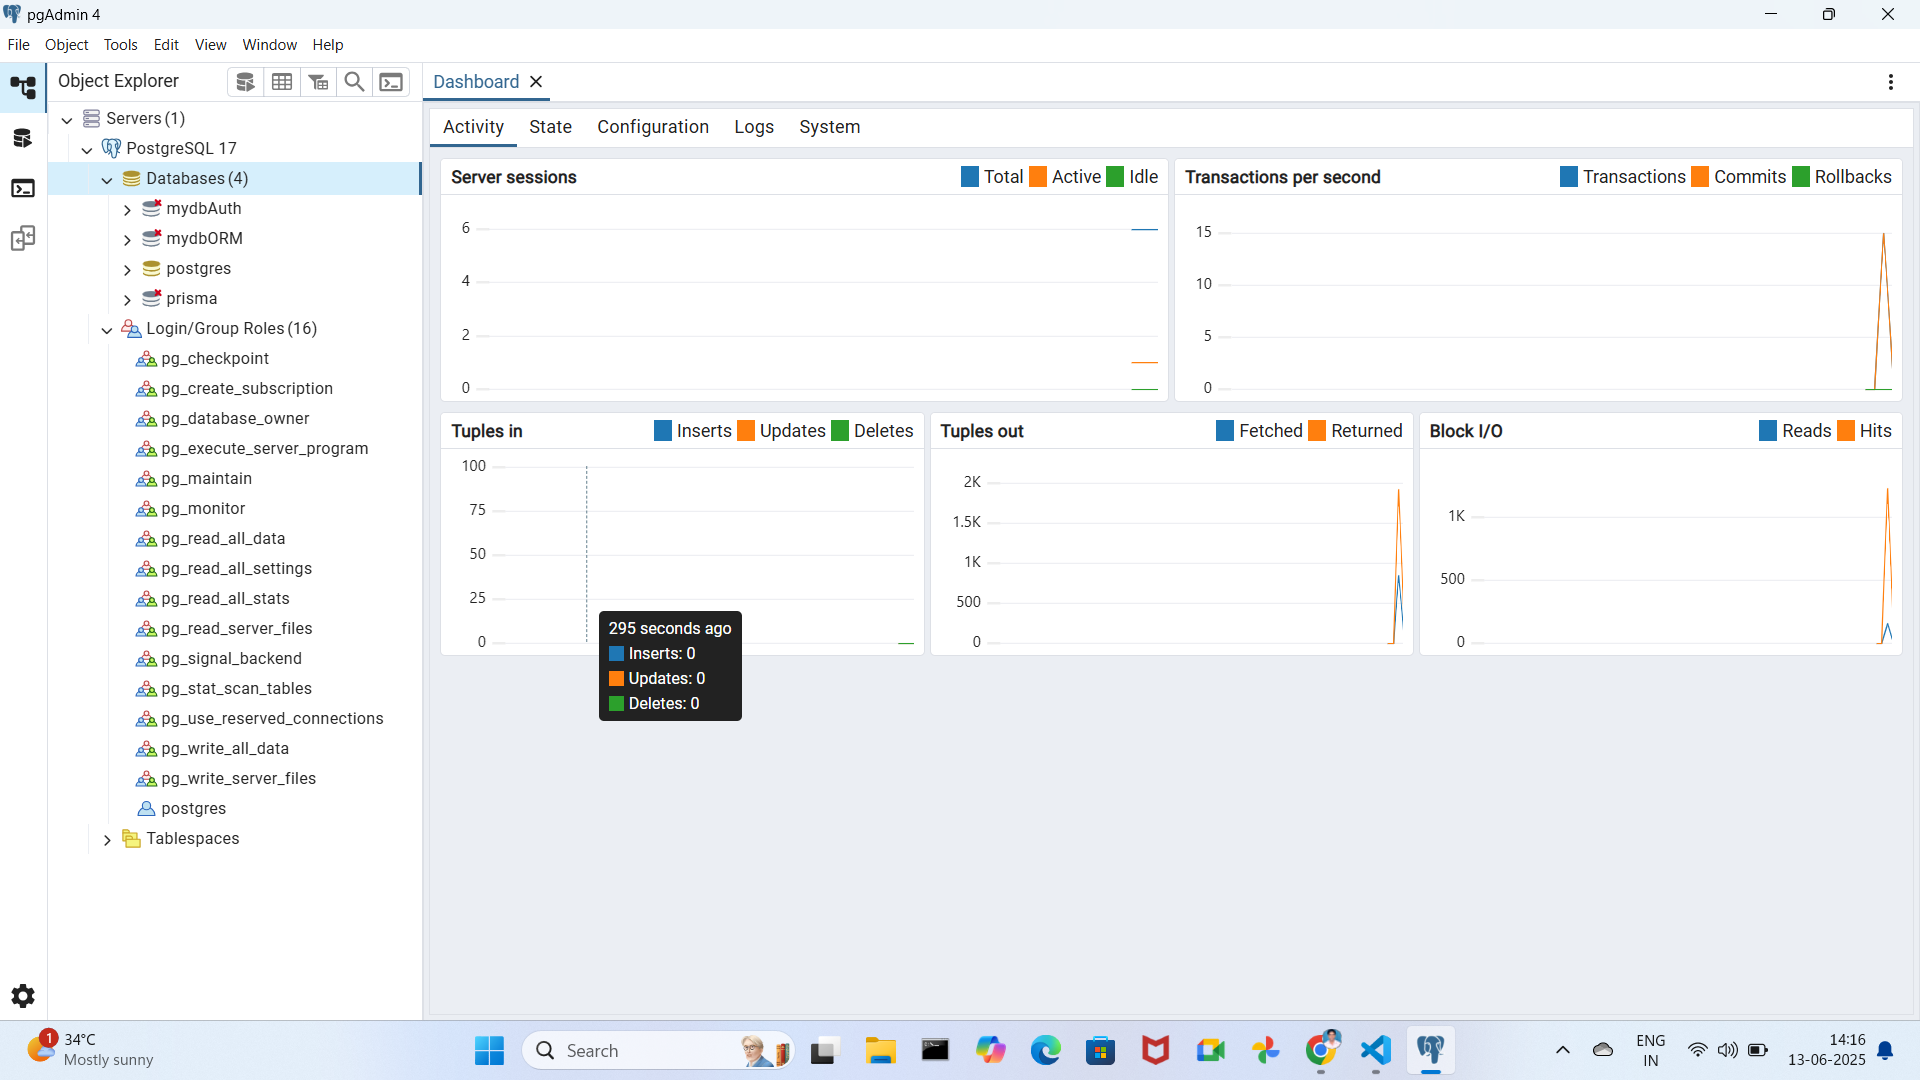 pgAdmin 4
File Object Tools Edit View Window Help
Object Explorer
Dashboard
Servers (1)
PostgreSQL 17
Databases (4)
mydbAuth
mydbORM
postgres
prisma
Login/Group Roles (16)
pg_checkpoint
pg_create_subscription
pg_database_owner
pg_execute_server_program
pg_maintain
pg_monitor
pg_read_all_data
pg_read_all_settings
pg_read_all_stats
pg_read_server_files
pg_signal_backend
pg_stat_scan_tables
pg_use_reserved_connections
pg_write_all_data
pg_write_server_files
postgres
Tablespaces
Activity State Configuration Logs System
Server sessions Total Active Idle
6
4
2
0
Transactions per second Transactions Commits Rollbacks
15
10
5
0
Tuples in Inserts Updates Deletes
100
75
50
25
0
295 seconds ago
Inserts: 0
Updates: 0
Deletes: 0
Tuples out Fetched Returned
2K
1.5K
1K
500
0
Block I/O Reads Hits
1K
500
0
1
34°C
Mostly sunny
Search
ENG
IN
14:16
13-06-2025